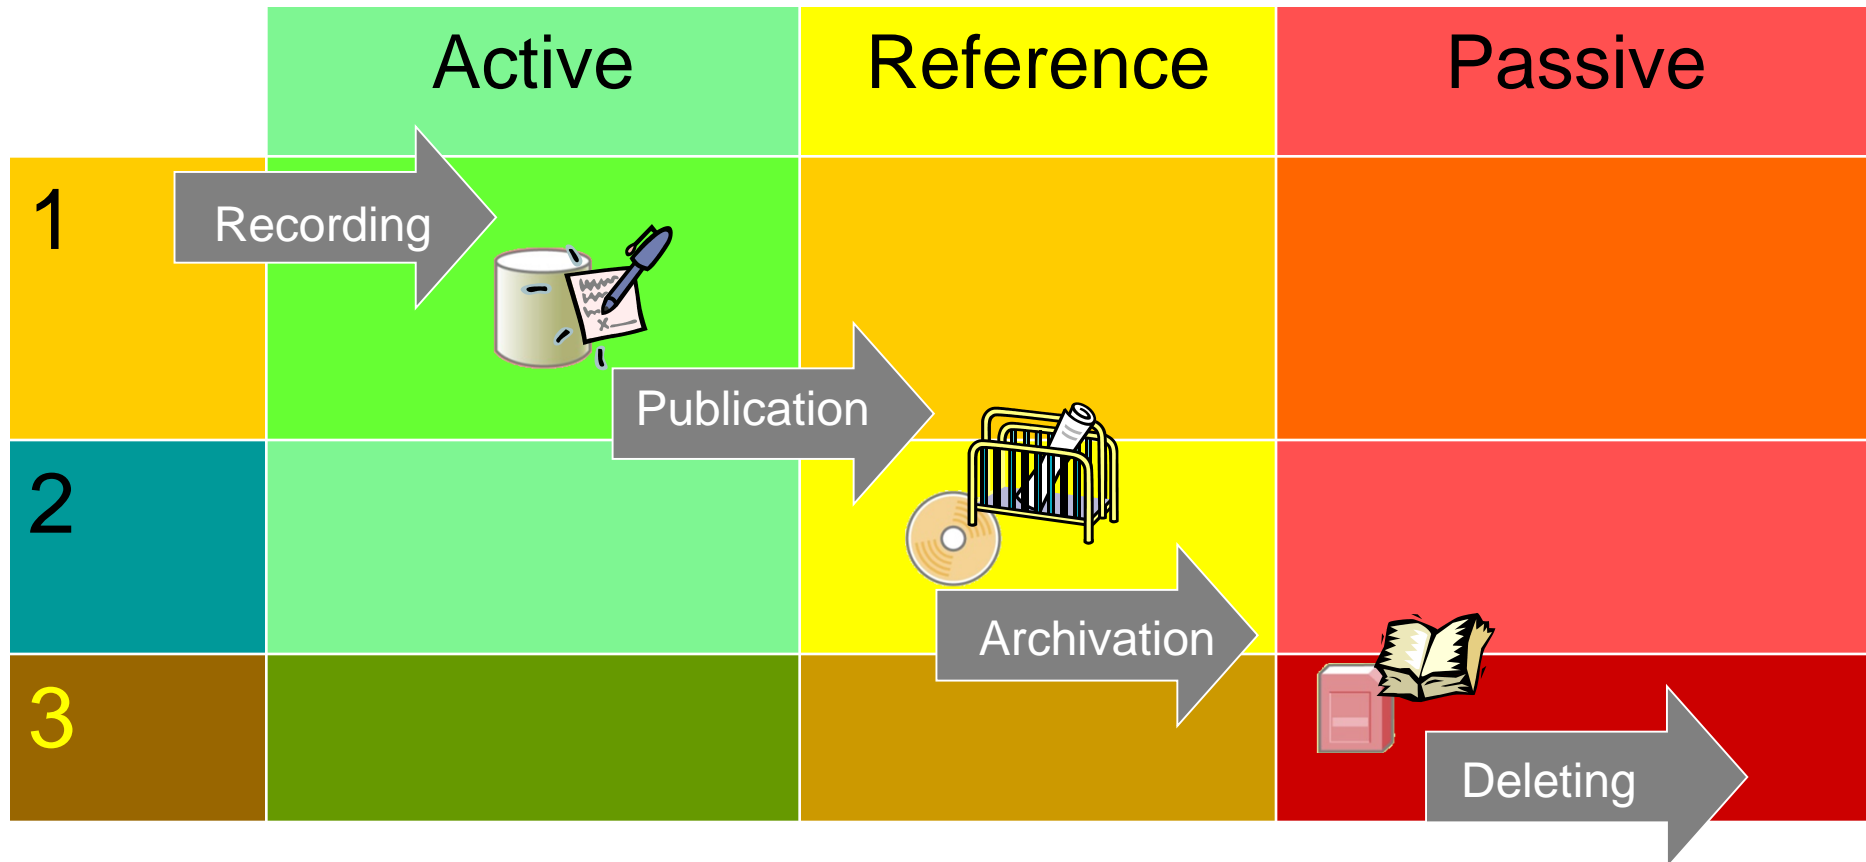 Active
Reference
Passive
1
Recording
Publication
2
Archivation
3
Deleting